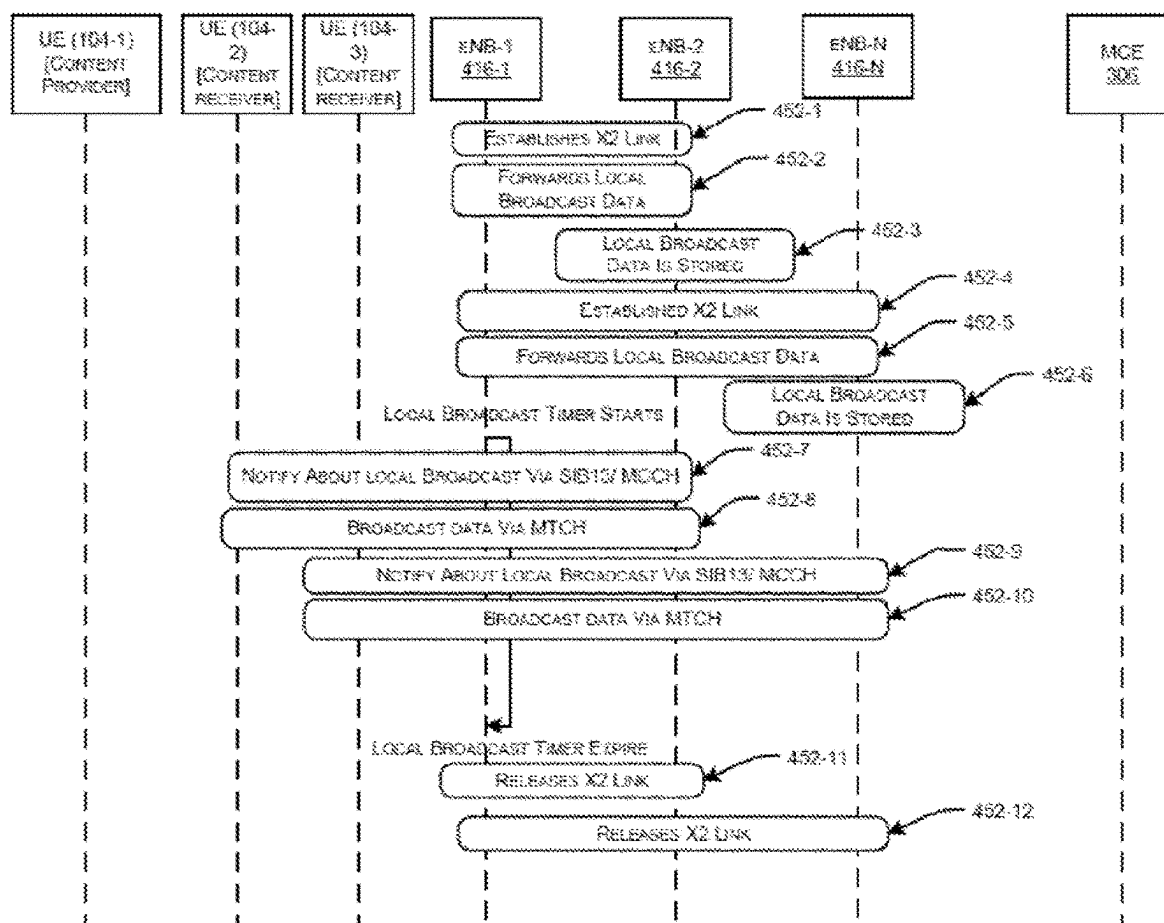 UE (104-1)
[CONTENT
PROVIDER]
UE (104-
2)
[CONTENT
RECEIVER]
UE (104-
3)
[CONTENT
RECEIVER]
ENB-1
416-1
ENB-2
416-2
ENB-N
416-N
MCE
306
452-1
ESTABLISHES X2 LINK
452-2
FORWARDS LOCAL
BROADCAST DATA
452-3
LOCAL BROADCAST
DATA IS STORED
452-4
ESTABLISHED X2 LINK
452-5
FORWARDS LOCAL BROADCAST DATA
452-6
LOCAL BROADCAST
DATA IS STORED
LOCAL BROADCAST TIMER STARTS
452-7
NOTIFY ABOUT LOCAL BROADCAST VIA SIB13/ MCCH
452-8
BROADCAST DATA VIA MTCH
452-9
NOTIFY ABOUT LOCAL BROADCAST VIA SIB13/ MCCH
452-10
BROADCAST DATA VIA MTCH
LOCAL BROADCAST TIMER EXPIRE
452-11
RELEASES X2 LINK
452-12
RELEASES X2 LINK